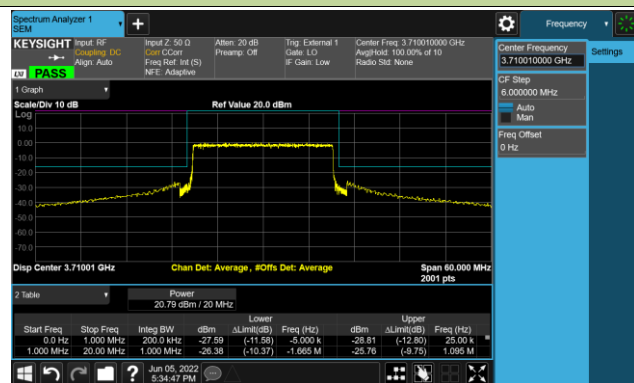 Spectrum Analyzer 1
SEM
Frequency
KEYSIGHT
Input: RF
Coupling: DC
Align: Auto
Input Z: 50 Ω
Corr CCorr
Freq Ref: Int (S)
NFE: Adaptive
Atten: 20 dB
Preamp: Off
Trig: External 1
Gate: LO
IF Gain: Low
Center Freq: 3.710010000 GHz
Avg|Hold: 100.00% of 10
Radio Std: None
LXI PASS
Center Frequency
3.710010000 GHz
Settings
CF Step
6.000000 MHz
Auto
Man
Freq Offset
0 Hz
1 Graph
Scale/Div 10 dB
Ref Value 20.0 dBm
Log
10.0
0.00
-10.0
-20.0
-30.0
-40.0
-50.0
-60.0
-70.0
Disp Center 3.71001 GHz
Chan Det: Average , #Offs Det: Average
Span 60.000 MHz
2001 pts
2 Table
Power
20.79 dBm / 20 MHz
Lower Upper
Start Freq Stop Freq Integ BW dBm ΔLimit(dB) Freq (Hz) dBm ΔLimit(dB) Freq (Hz)
0.0 Hz 1.000 MHz 200.0 kHz -27.59 (-11.58) -5.000 k -28.81 (-12.80) 25.00 k
1.000 MHz 20.00 MHz 1.000 MHz -26.38 (-10.37) -1.665 M -25.76 (-9.75) 1.095 M
?
Jun 05, 2022
5:34:47 PM